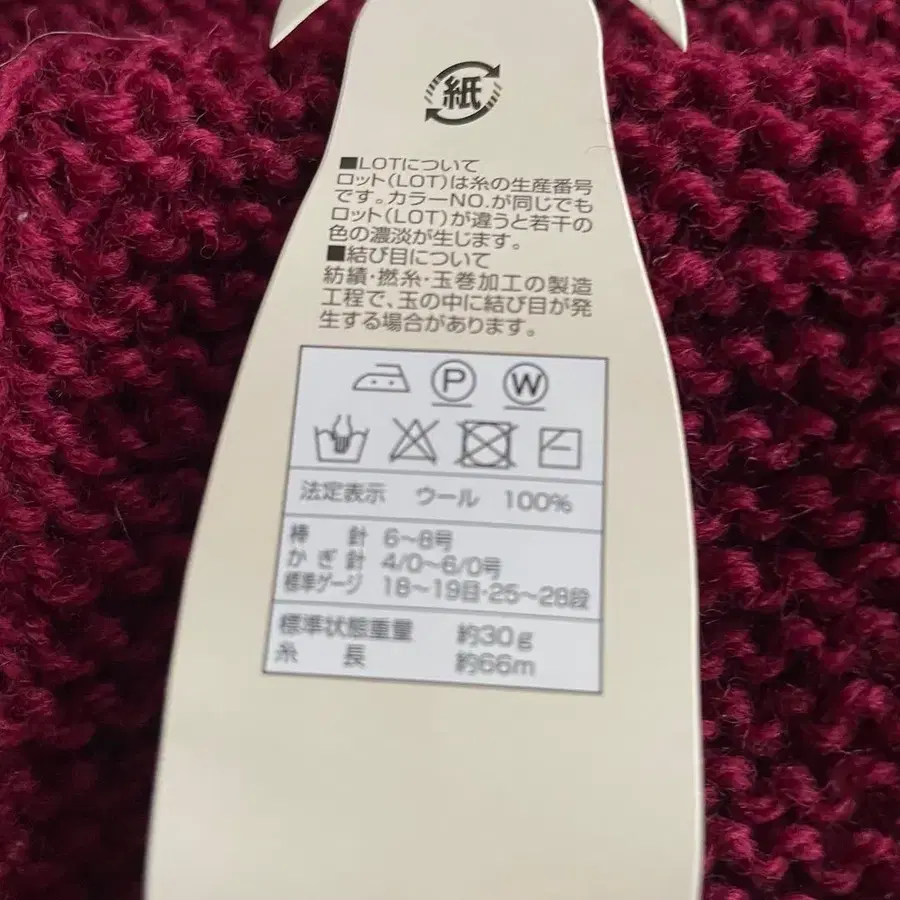 紙
■LOTについて
ロット(LOT)は糸の生産番号
です。カラーNO.が同じでも
ロット(LOT)が違うと若干の
色の濃淡が生じます。
■結び目について
紡績・撚糸・玉巻加工の製造
工程で、玉の中に結び目が発
生する場合があります。
P W
法定表示 ウール 100%
棒針 6〜8号
かぎ針 4/0〜6/0号
標準ゲージ 18〜19目・25〜28段
標準状態重量 約30g
糸長 約66m